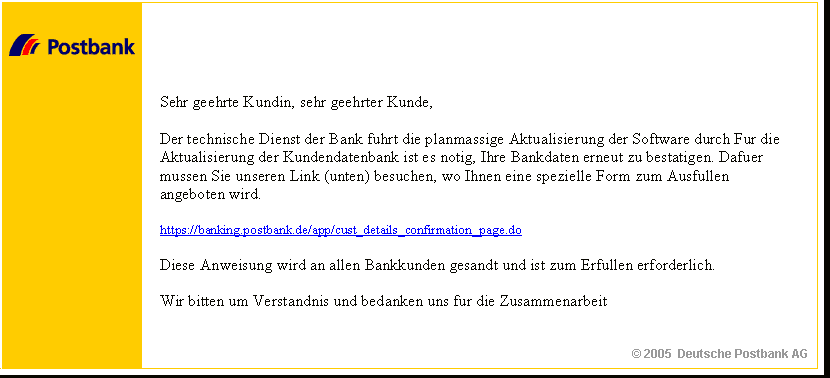 Postbank
Sehr geehrte Kundin, sehr geehrter Kunde,
Der technische Dienst der Bank fuhrt die planmassige Aktualisierung der Software durch Fur die
Aktualisierung der Kundendatenbank ist es notig, Ihre Bankdaten erneut zu bestatigen. Dafuer
mussen Sie unseren Link (unten) besuchen, wo Ihnen eine spezielle Form zum Ausfullen
angeboten wird.
https://banking.postbank.de/app/cust_details_confirmation_page.do
Diese Anweisung wird an allen Bankkunden gesandt und ist zum Erfullen erforderlich.
Wir bitten um Verstandnis und bedanken uns fur die Zusammenarbeit
© 2005 Deutsche Postbank AG